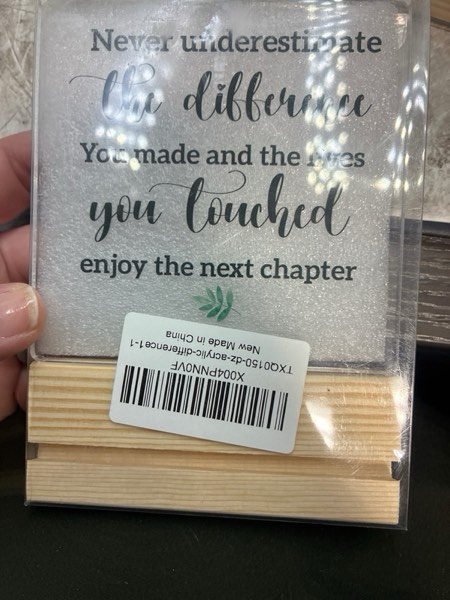 Never underestimate
the difference
You made and the lives
you touched
enjoy the next chapter
X004PNN0VF
TXQ0150-dz-acrylic-difference1-1
New Made in China